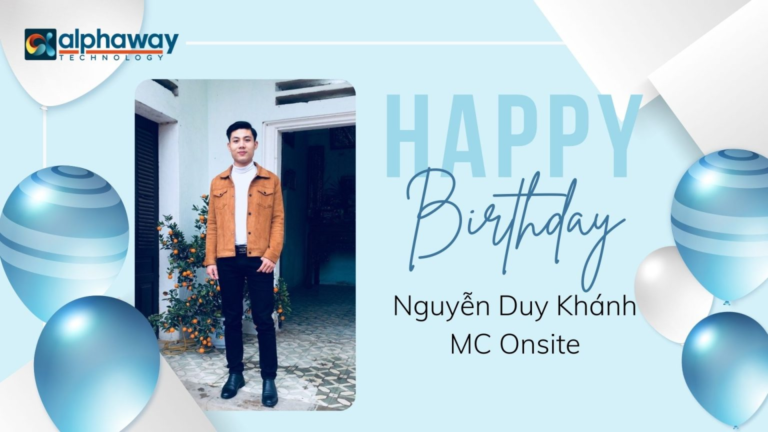 alphaway
TECHNOLOGY
HAPPY
Birthday
Nguyễn Duy Khánh
MC Onsite